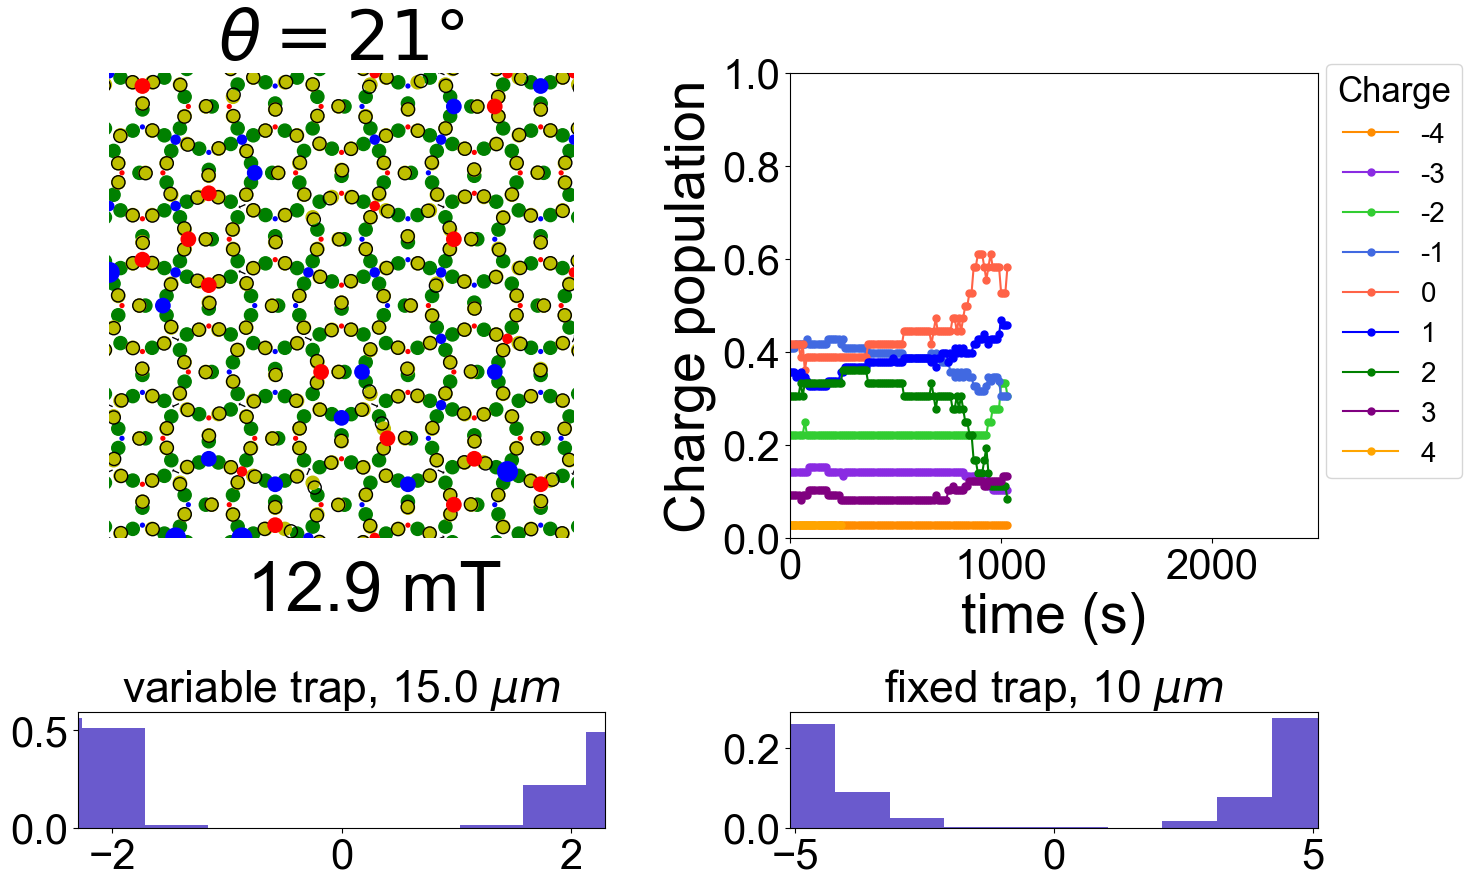 θ = 21°
12.9 mT
Charge population
1.0
0.8
0.6
0.4
0.2
0.0
0 1000 2000
time (s)
Charge
-4
-3
-2
-1
0
1
2
3
4
variable trap, 15.0 μm
0.5
0.0
−2 0 2
fixed trap, 10 μm
0.2
0.0
−5 0 5